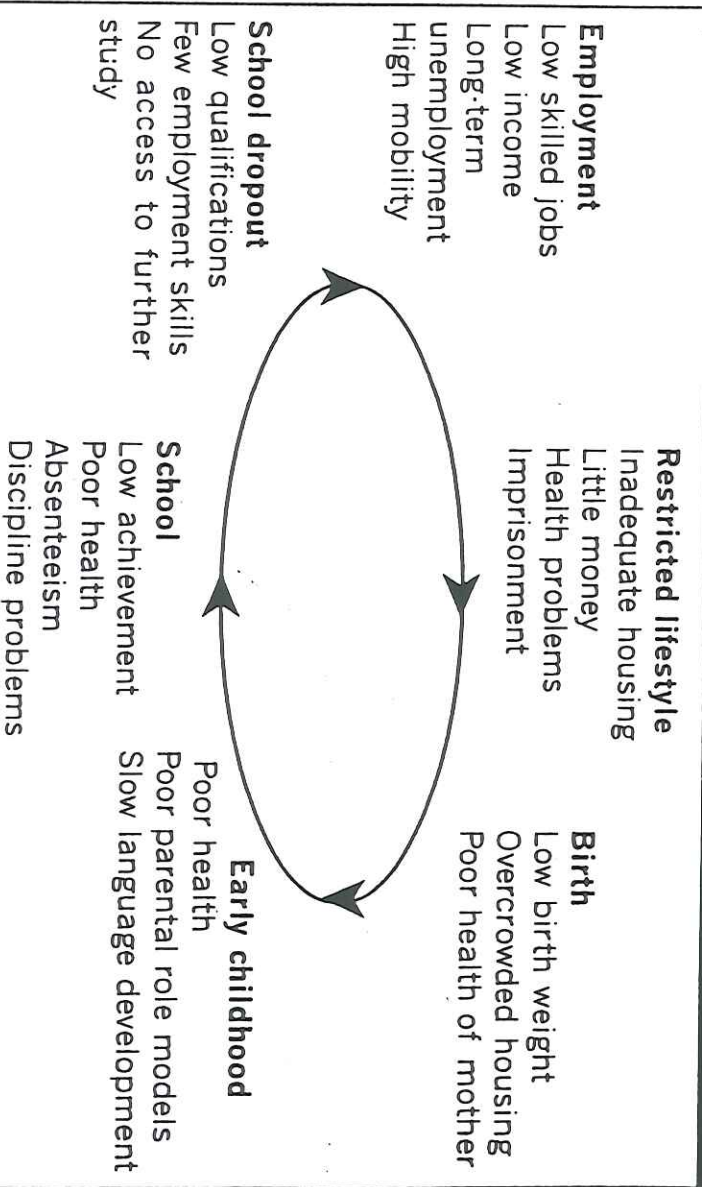 Employment
Low skilled jobs
Low income
Long-term
unemployment
High mobility
Restricted lifestyle
Inadequate housing
Little money
Health problems
Imprisonment
Birth
Low birth weight
Overcrowded housing
Poor health of mother
School dropout
Low qualifications
Few employment skills
No access to further
study
School
Low achievement
Poor health
Absenteeism
Discipline problems
Early childhood
Poor health
Poor parental role models
Slow language development